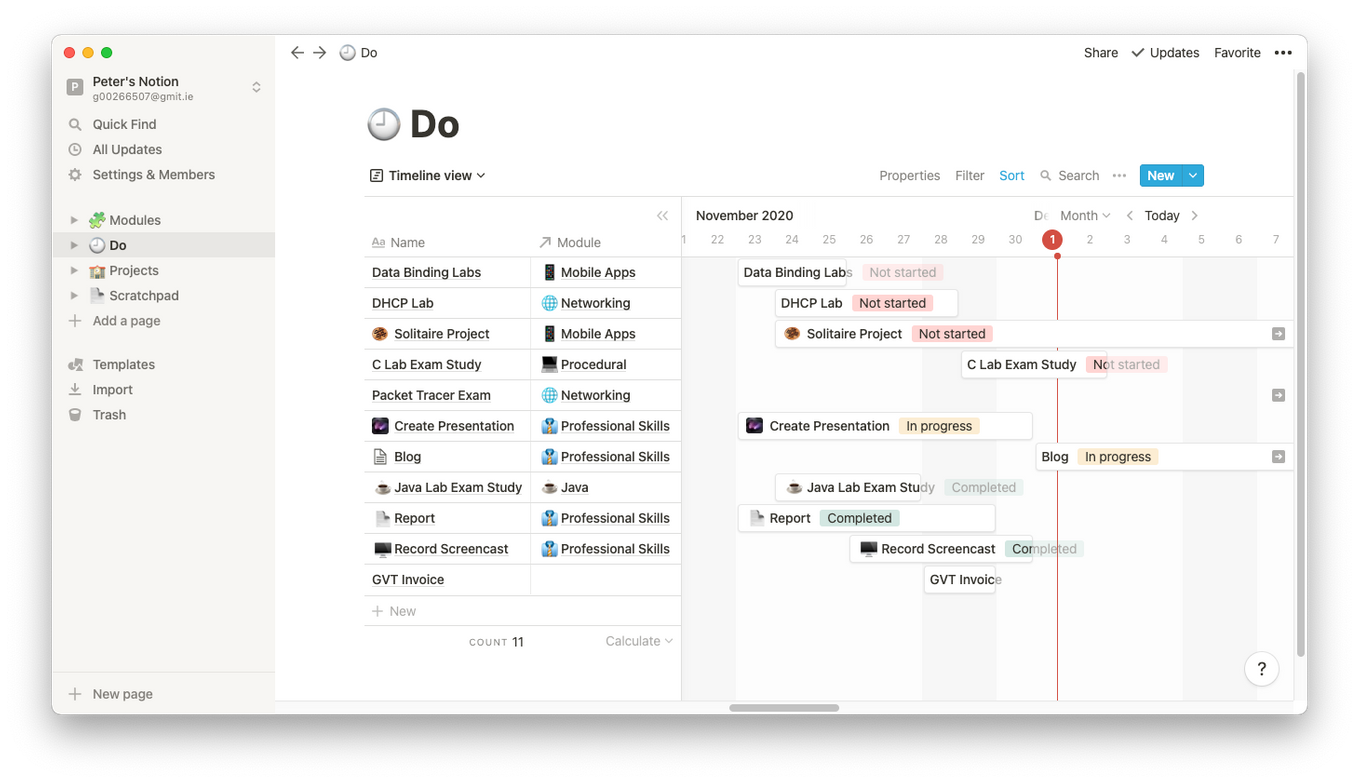 Do
Share
Updates
Favorite
P
Peter's Notion
g00266507@gmit.ie
Quick Find
All Updates
Settings & Members
Modules
Do
Projects
Scratchpad
Add a page
Templates
Import
Trash
New page
Do
Timeline view
Properties Filter Sort Search
New
November 2020
De
Month
Today
Aa Name
Module
1 22 23 24 25 26 27 28 29 30 1 2 3 4 5 6 7
Data Binding Labs Mobile Apps Data Binding Labs Not started
DHCP Lab Networking DHCP Lab Not started
Solitaire Project Mobile Apps Solitaire Project Not started
C Lab Exam Study Procedural C Lab Exam Study Not started
Packet Tracer Exam Networking
Create Presentation Professional Skills Create Presentation In progress
Blog Professional Skills Blog In progress
Java Lab Exam Study Java Java Lab Exam Study Completed
Report Professional Skills Report Completed
Record Screencast Professional Skills Record Screencast Completed
GVT Invoice GVT Invoice
New
COUNT 11 Calculate
?